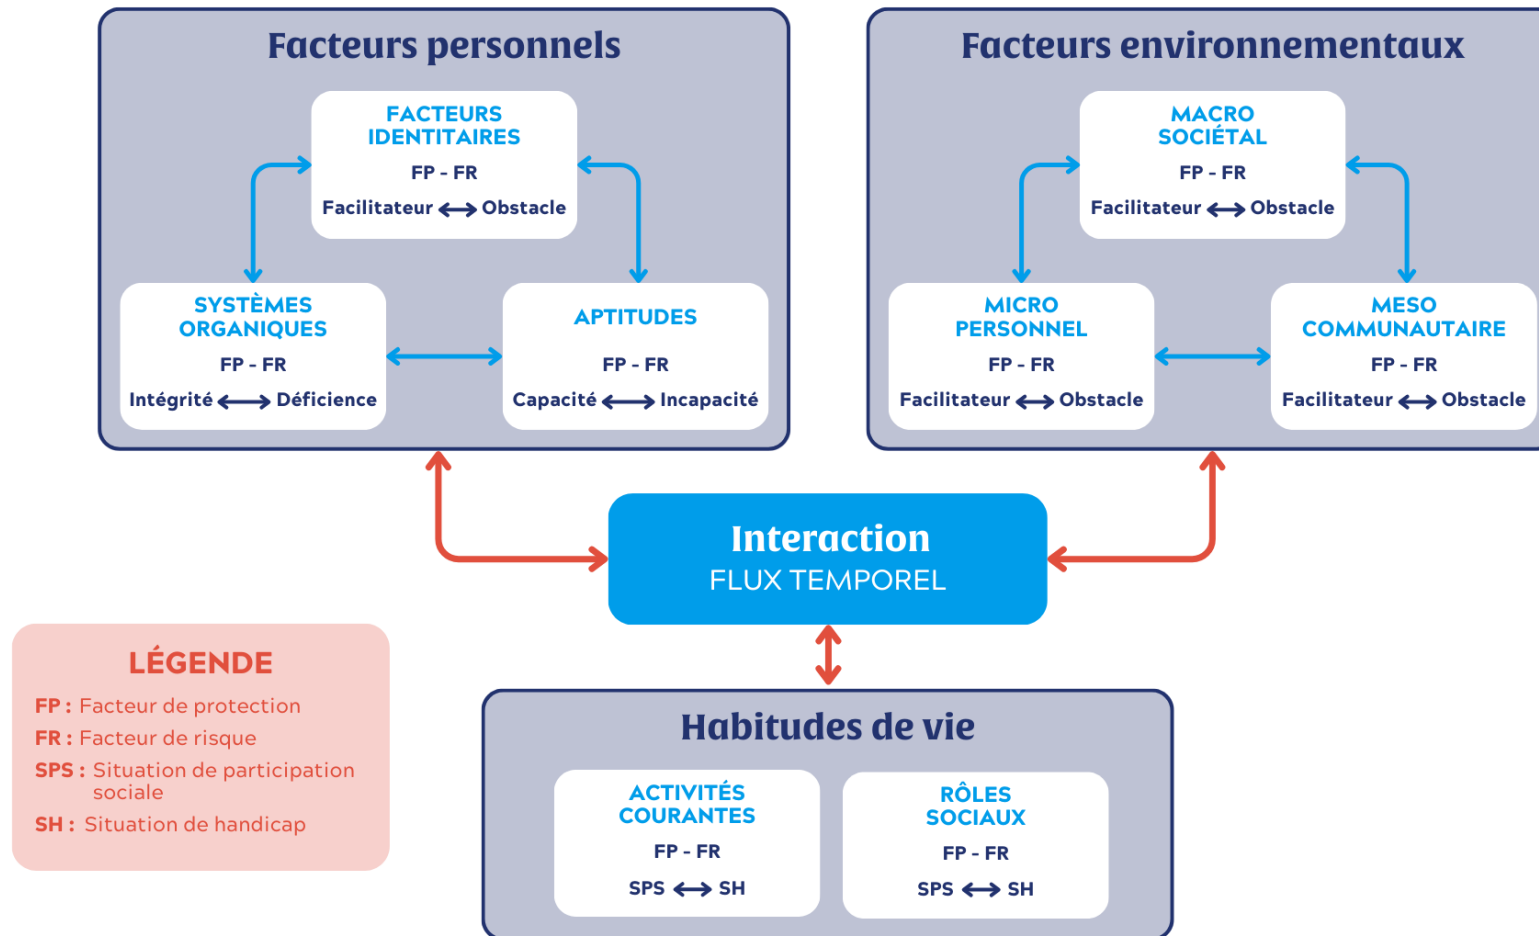 Facteurs personnels
FACTEURS
IDENTITAIRES
FP - FR
Facilitateur Obstacle
SYSTÈMES
ORGANIQUES
FP - FR
Intégrité Déficience
APTITUDES
FP - FR
Capacité Incapacité
Facteurs environnementaux
MACRO
SOCIÉTAL
FP - FR
Facilitateur Obstacle
MICRO
PERSONNEL
FP - FR
Facilitateur Obstacle
MESO
COMMUNAUTAIRE
FP - FR
Facilitateur Obstacle
Interaction
FLUX TEMPOREL
LÉGENDE
FP : Facteur de protection
FR : Facteur de risque
SPS : Situation de participation
sociale
SH : Situation de handicap
Habitudes de vie
ACTIVITÉS
COURANTES
FP - FR
SPS SH
RÔLES
SOCIAUX
FP - FR
SPS SH